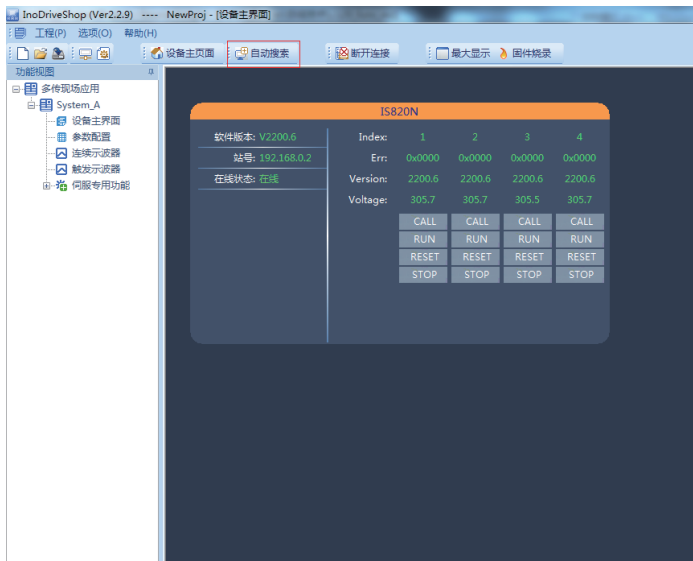 InoDriveShop (Ver2.2.9) ---- NewProj - [设备主界面]
工程(P) 选项(O) 帮助(H)
设备主页面 自动搜索 断开连接 最大显示 固件烧录
功能视图
多传现场应用
System_A
设备主界面
参数配置
连续示波器
触发示波器
伺服专用功能
IS820N
软件版本: V2200.6
站号: 192.168.0.2
在线状态: 在线
Index: 1 2 3 4
Err: 0x0000 0x0000 0x0000 0x0000
Version: 2200.6 2200.6 2200.6 2200.6
Voltage: 305.7 305.7 305.5 305.7
CALL CALL CALL CALL
RUN RUN RUN RUN
RESET RESET RESET RESET
STOP STOP STOP STOP